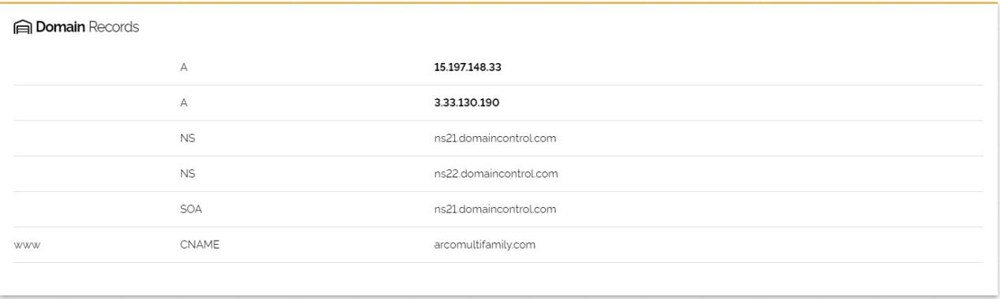 Domain Records
A 15.197.148.33
A 3.33.130.190
NS ns21.domaincontrol.com
NS ns22.domaincontrol.com
SOA ns21.domaincontrol.com
www CNAME arcomultifamily.com